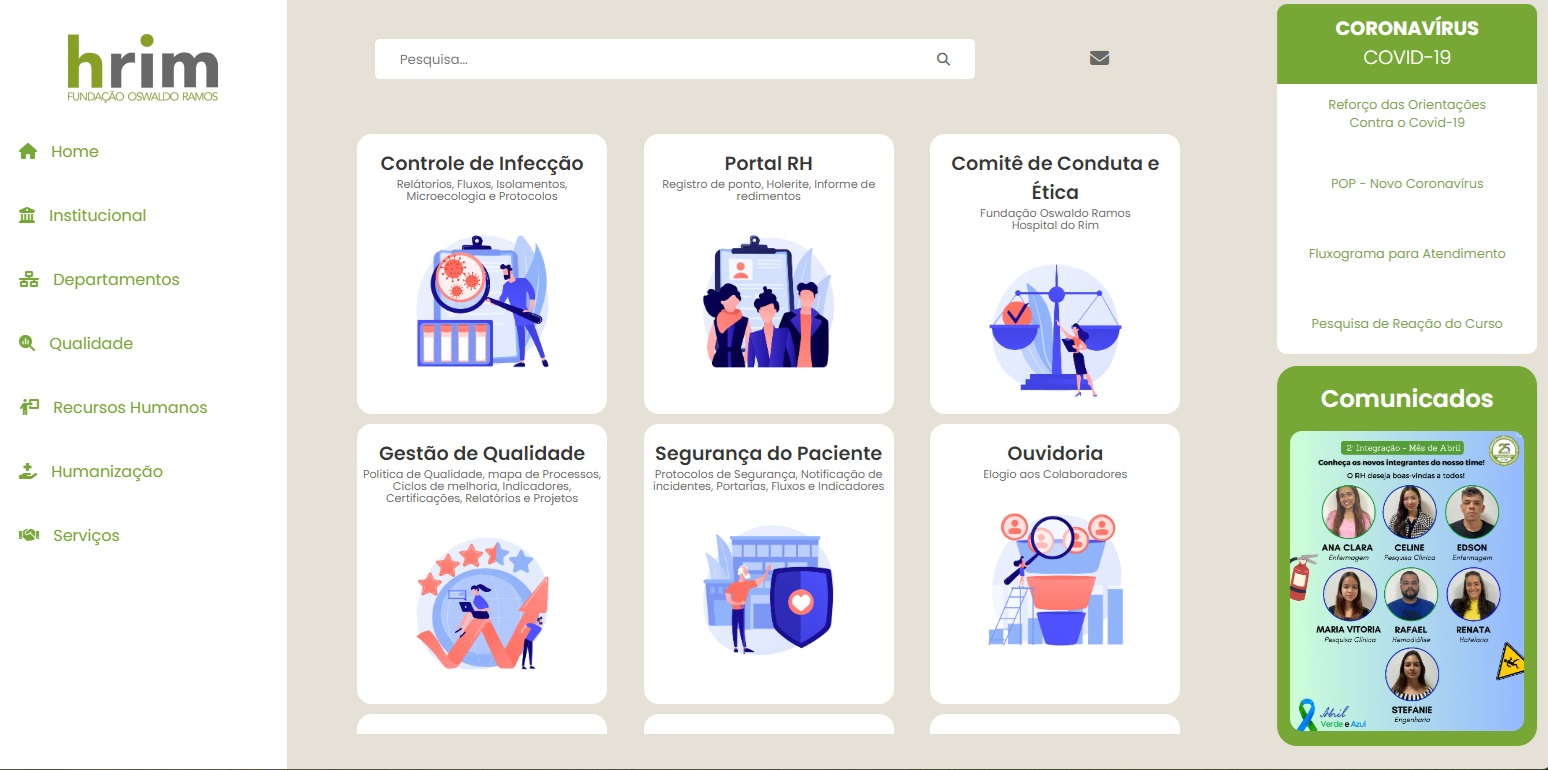 hrim
FUNDAÇÃO OSWALDO RAMOS
Home
Institucional
Departamentos
Qualidade
Recursos Humanos
Humanização
Serviços
Pesquisa...
Controle de Infecção
Relátorios, Fluxos, Isolamentos,
Microecologia e Protocolos
Portal RH
Registro de ponto, Holerite, Informe de
redimentos
Comitê de Conduta e
Ética
Fundação Oswaldo Ramos
Hospital do Rim
Gestão de Qualidade
Política de Qualidade, mapa de Processos,
Ciclos de melhoria, Indicadores,
Certificações, Relatórios e Projetos
Segurança do Paciente
Protocolos de Segurança, Notificação de
incidentes, Portarias, Fluxos e Indicadores
Ouvidoria
Elogio aos Colaboradores
CORONAVÍRUS
COVID-19
Reforço das Orientações
Contra o Covid-19
POP - Novo Coronavírus
Fluxograma para Atendimento
Pesquisa de Reação do Curso
Comunicados
2ª Integração - Mês de Abril
25
Conheça os novos integrantes do nosso time!
O RH deseja boas-vindas a todos!
ANA CLARA
Enfermagem
CELINE
Pesquisa Clínica
EDSON
Enfermagem
MARIA VITORIA
Pesquisa Clínica
RAFAEL
Hemodiálise
RENATA
Hotelaria
STEFANIE
Engenharia
Abril
Verde e Azul